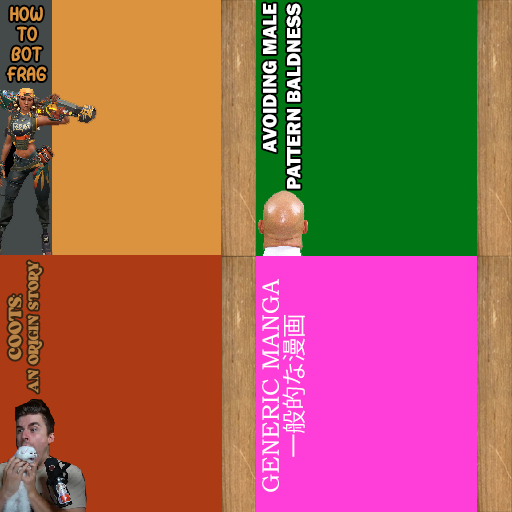 HOW
TO
BOT
FRAG
AVOIDING MALE
PATTERN BALDNESS
COOTS
AN ORIGIN STORY
GENERIC MANGA
一般的な漫画